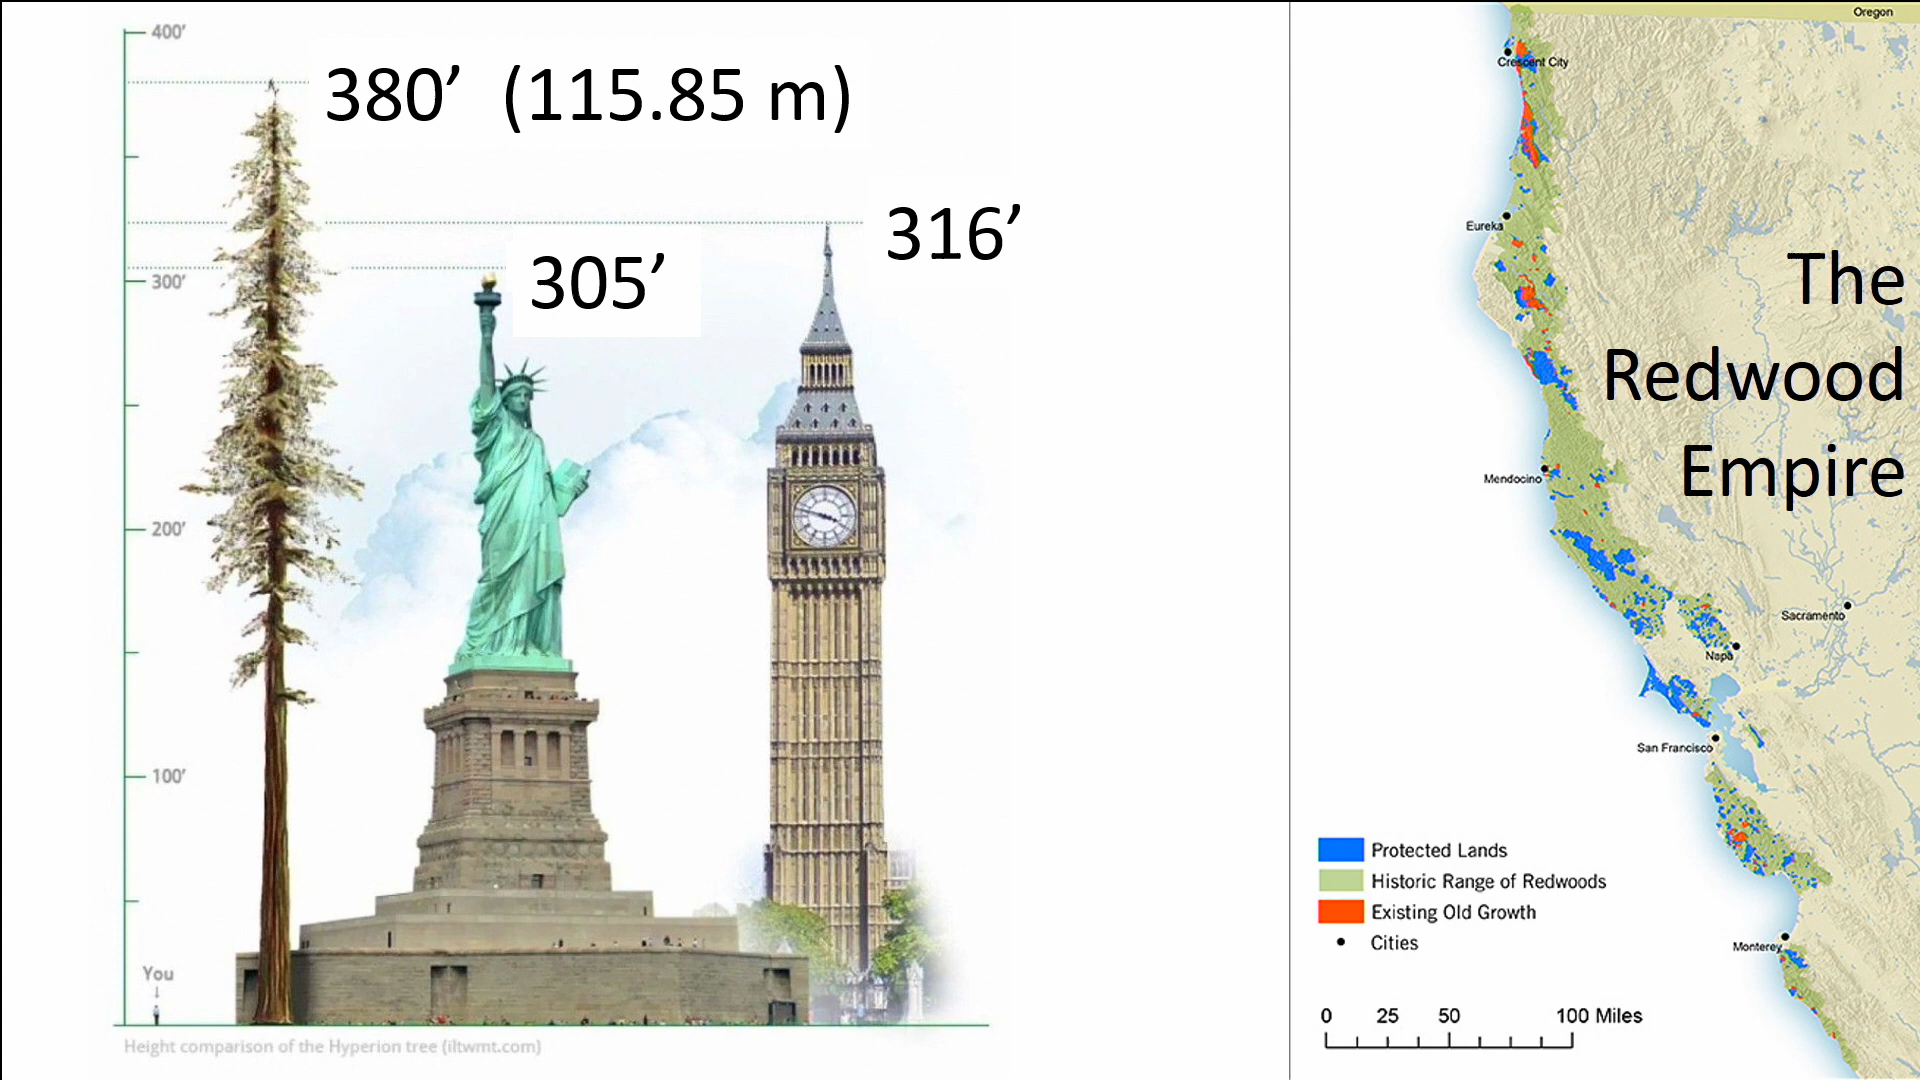 400’
380’ (115.85 m)
316’
305’
300’
200’
100’
You
Height comparison of the Hyperion tree (iltwmt.com)
Oregon
Crescent City
Eureka
The
Redwood
Empire
Mendocino
Sacramento
Napa
San Francisco
Monterey
Protected Lands
Historic Range of Redwoods
Existing Old Growth
Cities
0 25 50 100 Miles